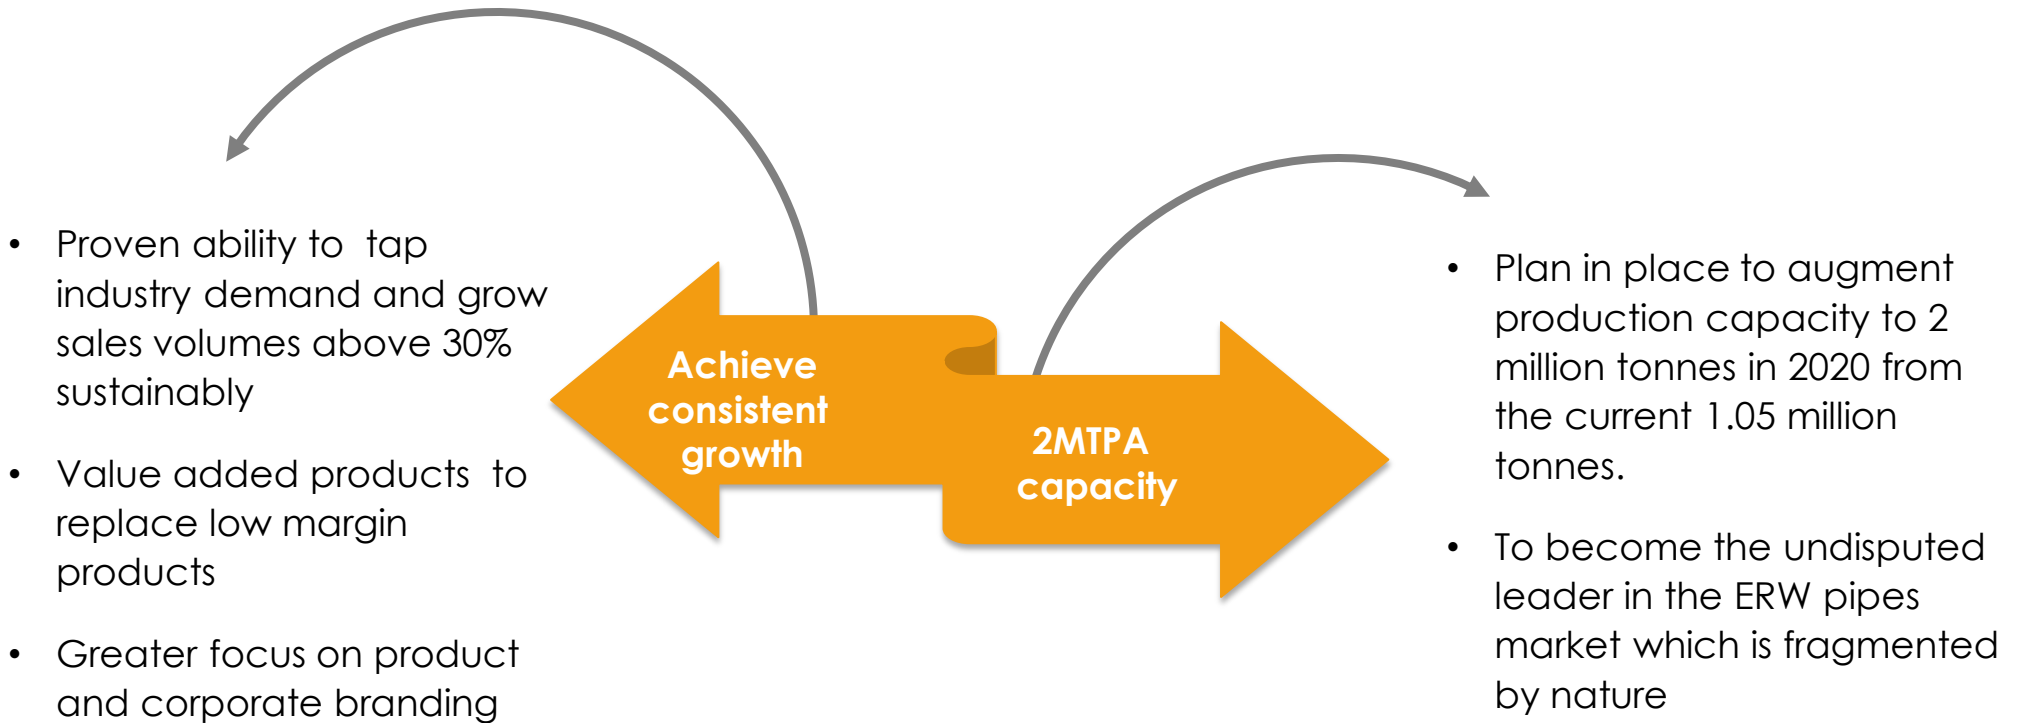 • Proven ability to  tap
industry demand and grow
sales volumes above 30%
sustainably
• Value added products  to
replace low margin
products
• Greater focus on product
and corporate branding
Achieve
consistent
growth
2MTPA
capacity
• Plan in place to augment
production capacity to 2
million tonnes in 2020 from
the current 1.05 million
tonnes.
• To become the undisputed
leader in the ERW pipes
market which is fragmented
by nature